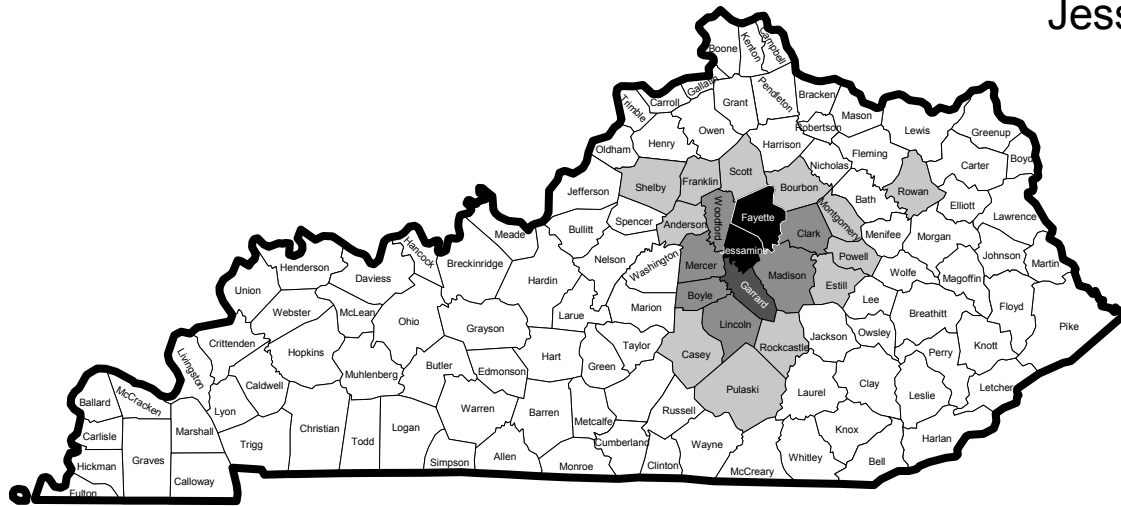 Jess
Boone
Kenton
Campbell
Gallatin
Carroll
Trimble
Grant
Pendleton
Bracken
Mason
Robertson
Lewis
Greenup
Owen
Henry
Oldham
Harrison
Fleming
Nicholas
Carter
Boyd
Scott
Franklin
Shelby
Bourbon
Rowan
Jefferson
Bath
Elliott
Woodford
Fayette
Montgomery
Lawrence
Spencer
Anderson
Bullitt
Clark
Menifee
Morgan
Meade
Jessamine
Hancock
Nelson
Washington
Powell
Johnson
Martin
Breckinridge
Mercer
Madison
Wolfe
Magoffin
Henderson
Daviess
Hardin
Estill
Union
Boyle
Garrard
Lee
Floyd
Webster
McLean
Ohio
Larue
Marion
Breathitt
Pike
Grayson
Lincoln
Jackson
Owsley
Crittenden
Hopkins
Taylor
Rockcastle
Perry
Knott
Livingston
Hart
Casey
Green
Butler
Edmonson
Muhlenberg
Caldwell
Pulaski
Laurel
Clay
Leslie
Letcher
McCracken
Ballard
Lyon
Warren
Barren
Russell
Metcalfe
Carlisle
Marshall
Trigg
Christian
Todd
Logan
Knox
Harlan
Cumberland
Wayne
Hickman
Graves
Simpson
Allen
Monroe
Clinton
McCreary
Whitley
Bell
Calloway
Fulton